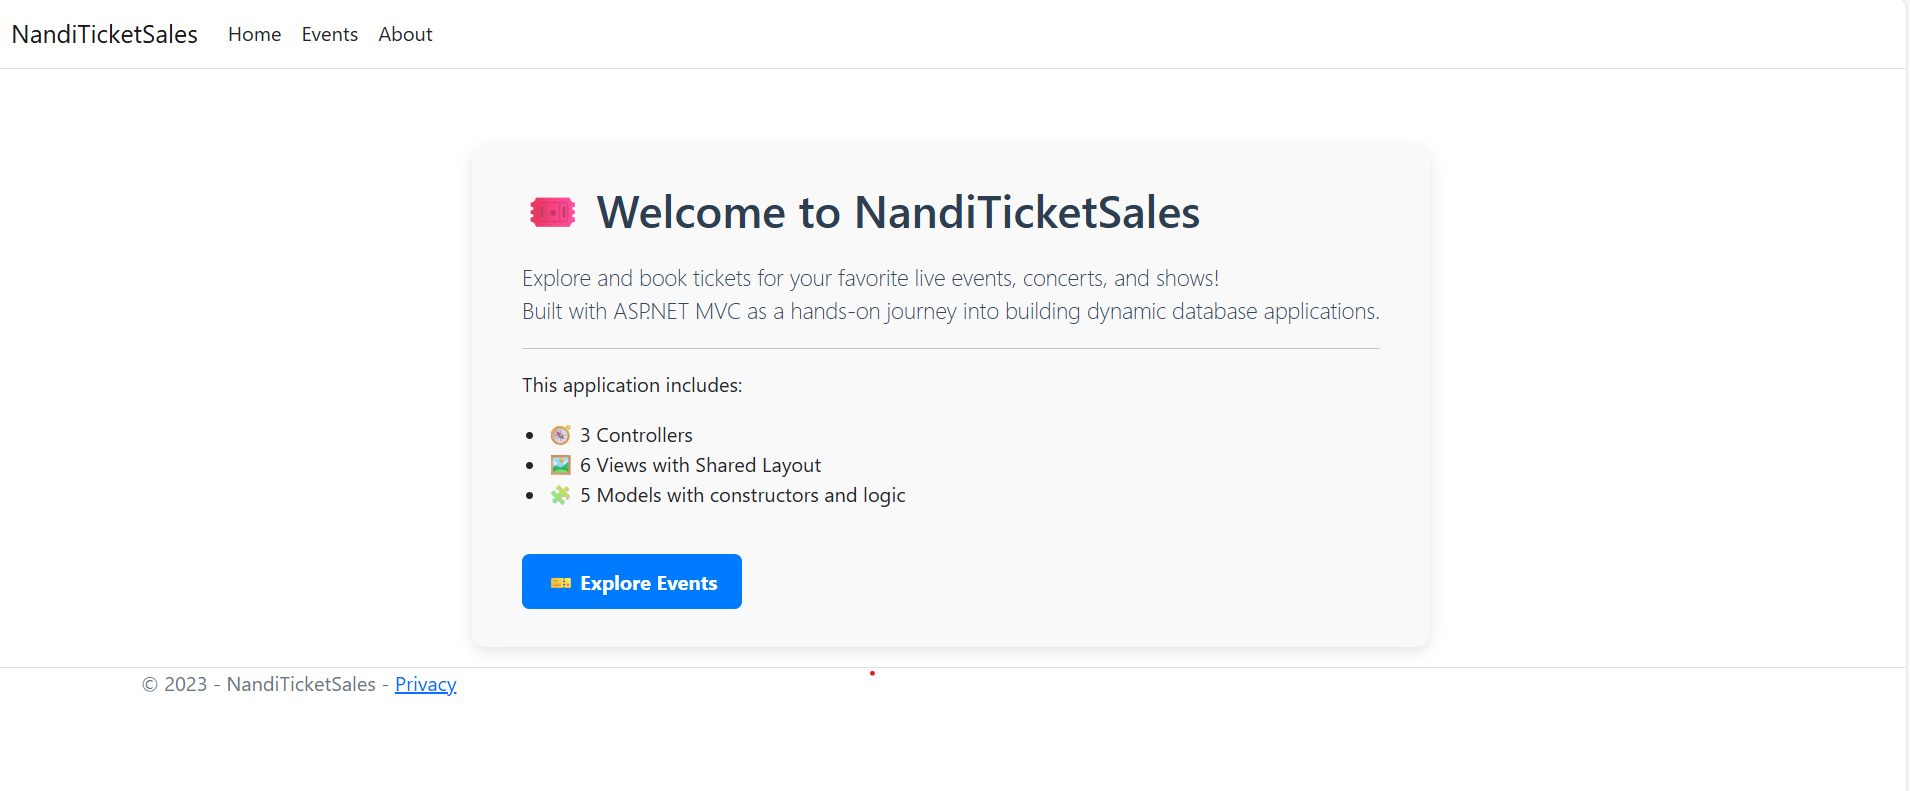 NandiTicketSales Home Events About
Welcome to NandiTicketSales
Explore and book tickets for your favorite live events, concerts, and shows!
Built with ASP.NET MVC as a hands-on journey into building dynamic database applications.
This application includes:
3 Controllers
6 Views with Shared Layout
5 Models with constructors and logic
Explore Events
© 2023 - NandiTicketSales - Privacy